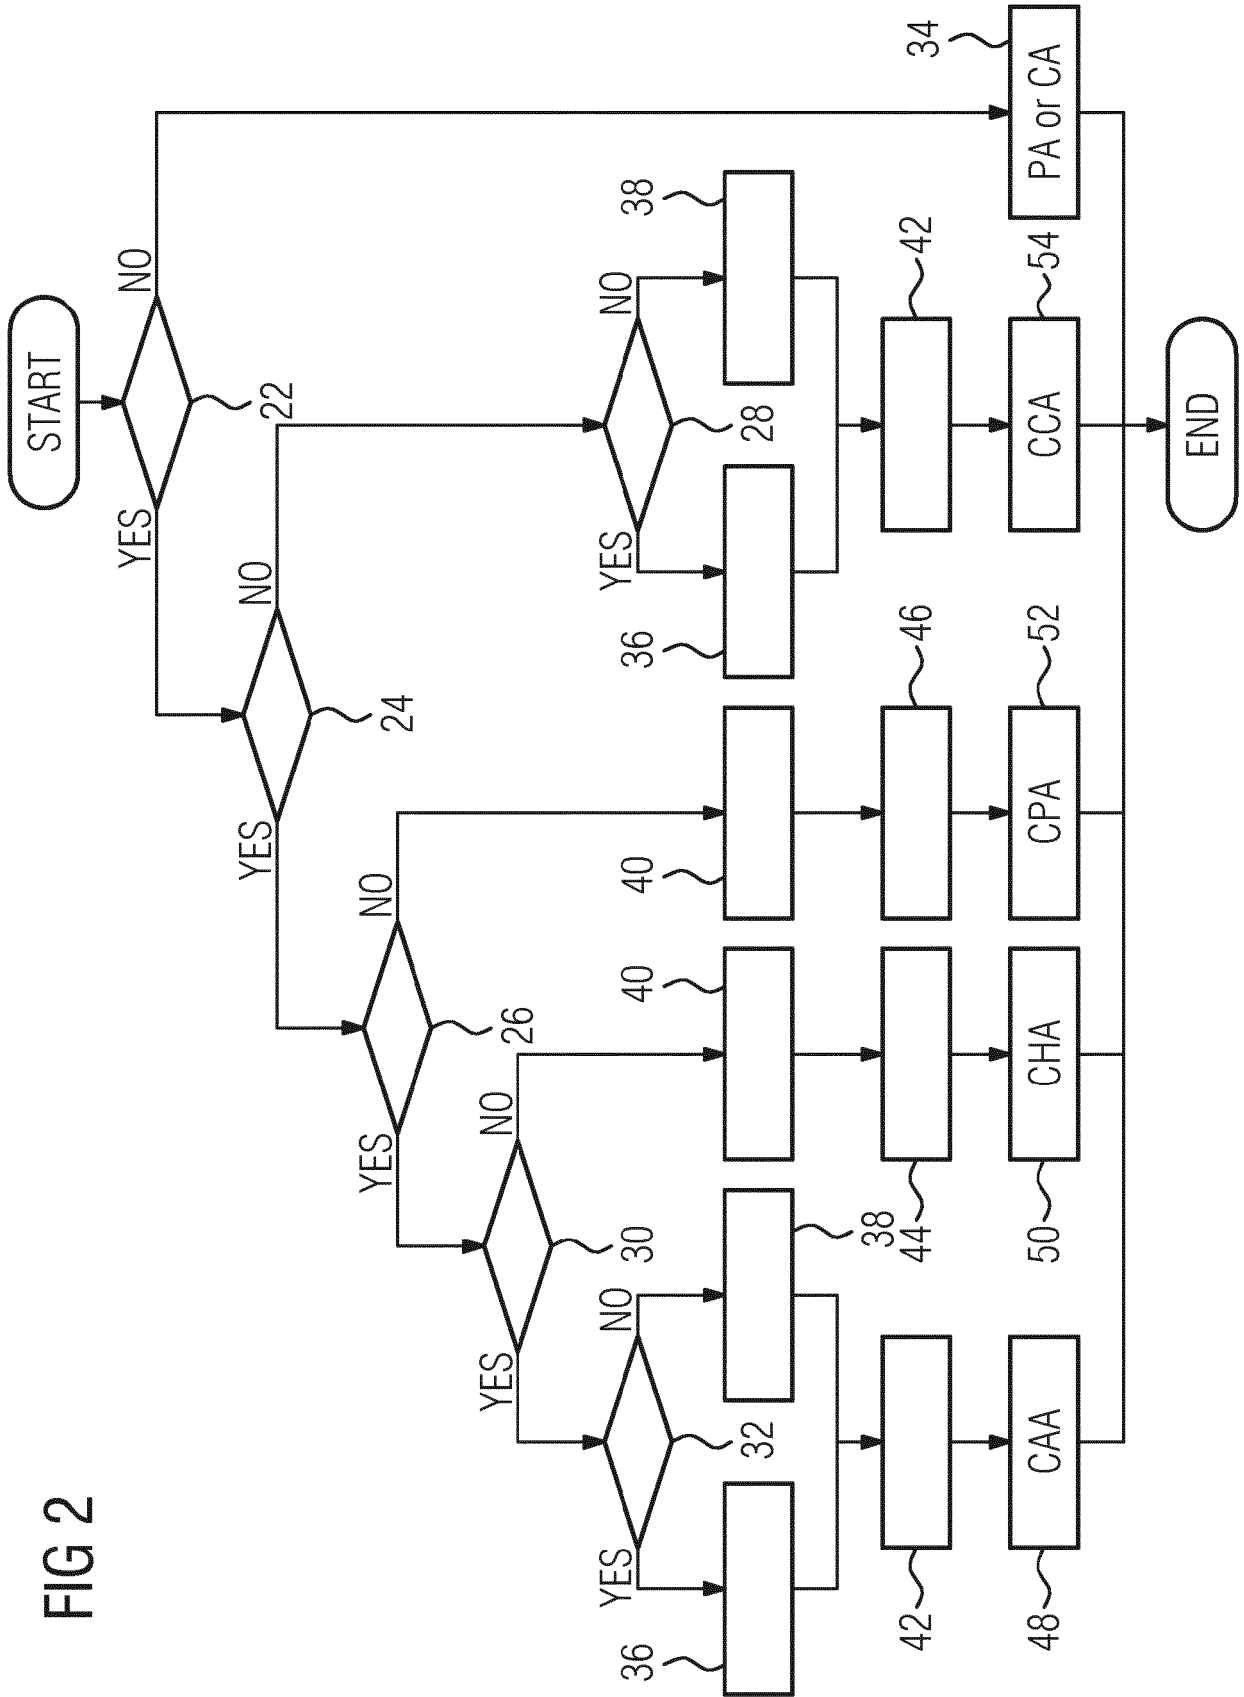 FIG 2
START
22
YES
NO
24
YES
NO
26
YES
NO
30
YES
NO
32
YES
NO
28
YES
NO
36
38
40
40
36
38
42
44
46
42
48
CAA
50
CHA
52
CPA
54
CCA
34
PA or CA
END